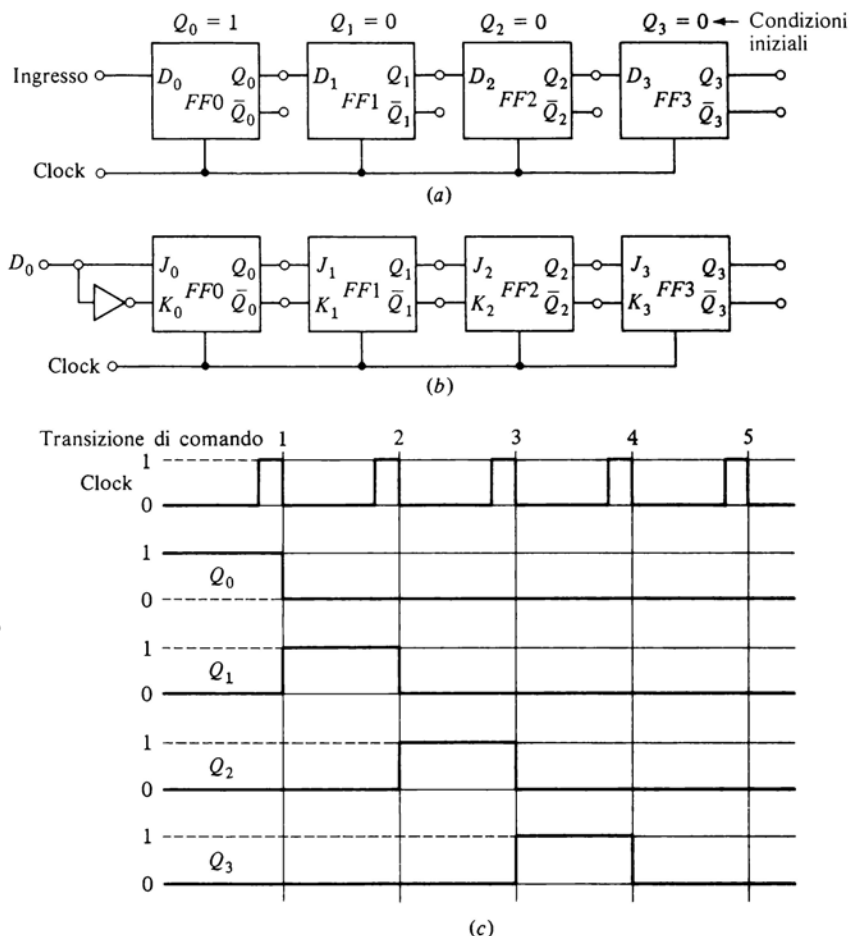 Q₀ = 1 Q₁ = 0 Q₂ = 0 Q₃ = 0 ← Condizioni
iniziali
Ingresso D₀ Q₀ D₁ Q₁ D₂ Q₂ D₃ Q₃
FF0 Q̄₀ FF1 Q̄₁ FF2 Q̄₂ FF3 Q̄₃
Clock
(a)
D₀ J₀ Q₀ J₁ Q₁ J₂ Q₂ J₃ Q₃
K₀ FF0 Q̄₀ K₁ FF1 Q̄₁ K₂ FF2 Q̄₂ K₃ FF3 Q̄₃
Clock
(b)
Transizione di comando 1 2 3 4 5
1
Clock
0
1
Q₀
0
1
Q₁
0
1
Q₂
0
1
Q₃
0
(c)